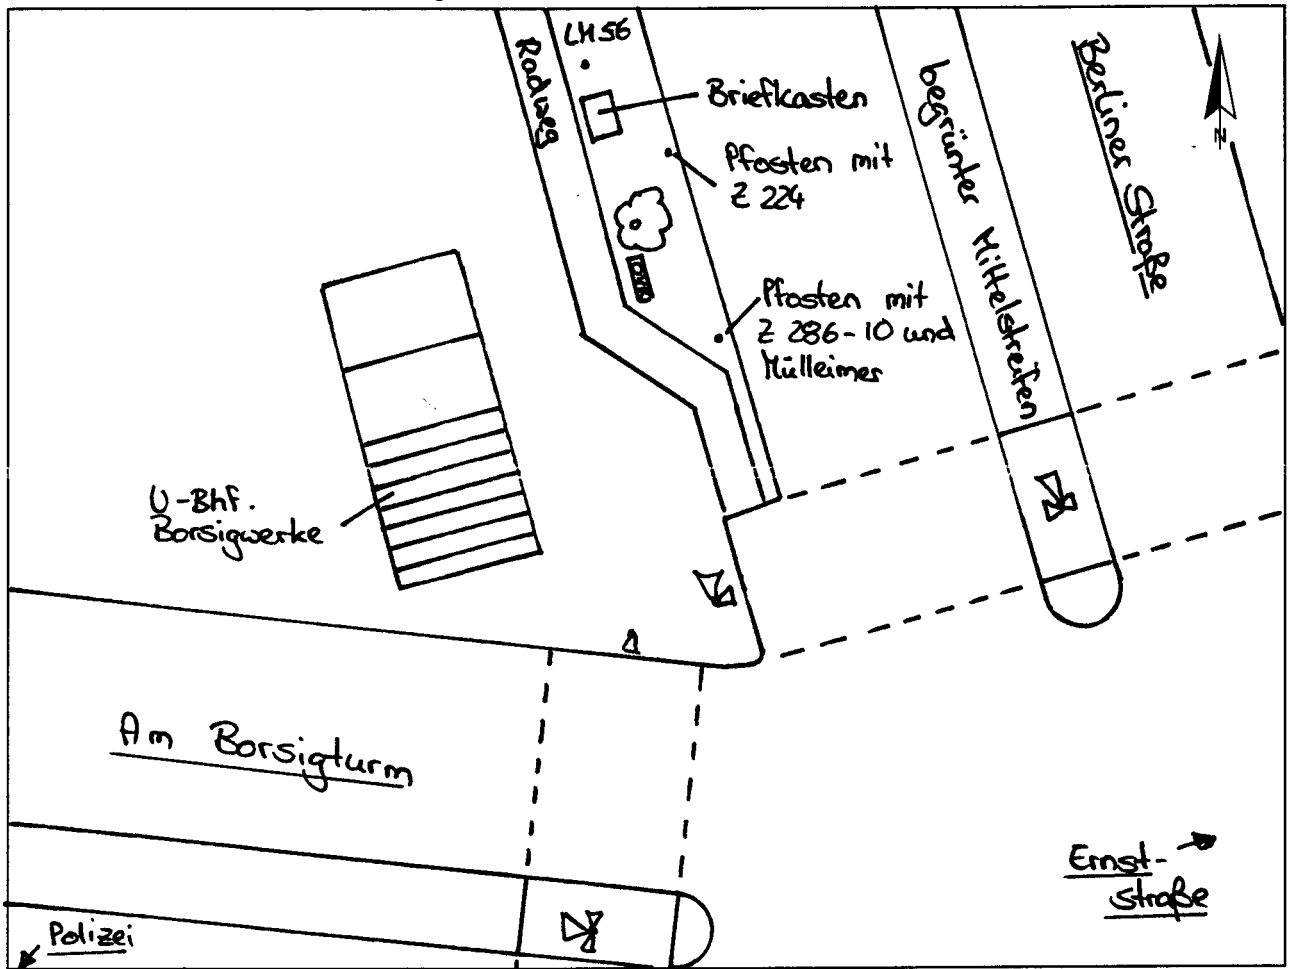 LM56
Radweg
Briefkasten
Pfosten mit
Z 224
begrünter Mittelstreifen
Berliner Straße
N
Pfosten mit
Z 286-10 und
Mülleimer
U-Bhf.
Borsigwerke
Am Borsigturm
Ernst-
straße
Polizei